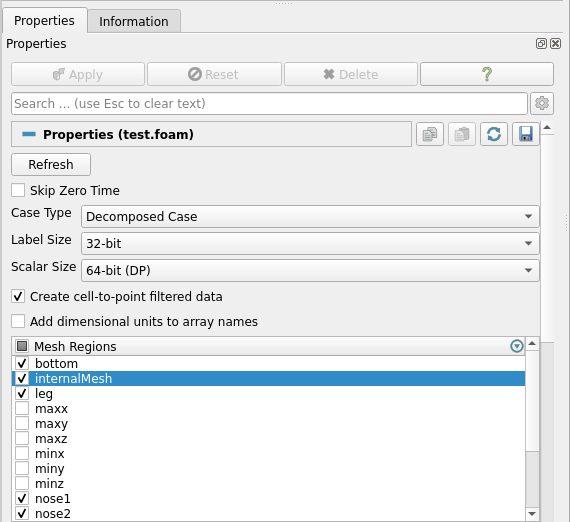 Properties Information
Properties
Apply Reset Delete ?
Search ... (use Esc to clear text)
Properties (test.foam)
Refresh
Skip Zero Time
Case Type Decomposed Case
Label Size 32-bit
Scalar Size 64-bit (DP)
Create cell-to-point filtered data
Add dimensional units to array names
Mesh Regions
bottom
internalMesh
leg
maxx
maxy
maxz
minx
miny
minz
nose1
nose2